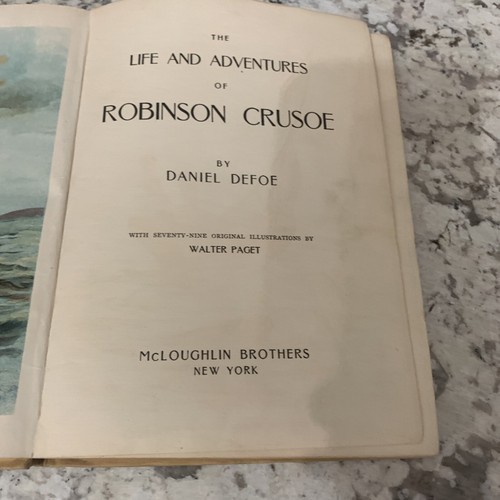 THE
LIFE AND ADVENTURES
OF
ROBINSON CRUSOE
BY
DANIEL DEFOE
WITH SEVENTY-NINE ORIGINAL ILLUSTRATIONS BY
WALTER PAGET
McLOUGHLIN BROTHERS
NEW YORK